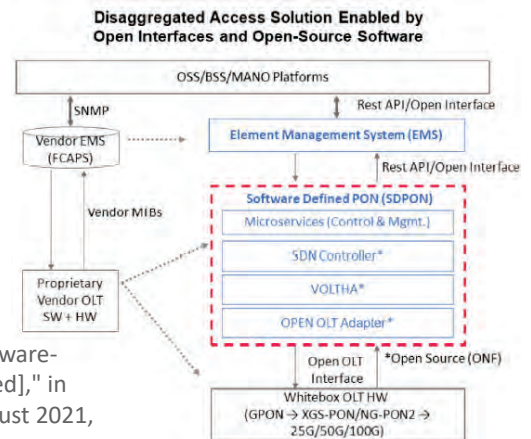 Disaggregated Access Solution Enabled by
Open Interfaces and Open-Source Software
OSS/BSS/MANO Platforms
SNMP
Rest API/Open Interface
Vendor EMS
(FCAPS)
Element Management System (EMS)
Rest API/Open Interface
Vendor MIBs
Software Defined PON (SDPON)
Microservices (Control & Mgmt.)
SDN Controller*
VOLTHA*
OPEN OLT Adapter*
Proprietary
Vendor OLT
SW + HW
Open OLT
Interface
*Open Source (ONF)
Whitebox OLT HW
(GPON → XGS-PON/NG-PON2 →
25G/50G/100G)
ware-
ed]," in
ust 2021,